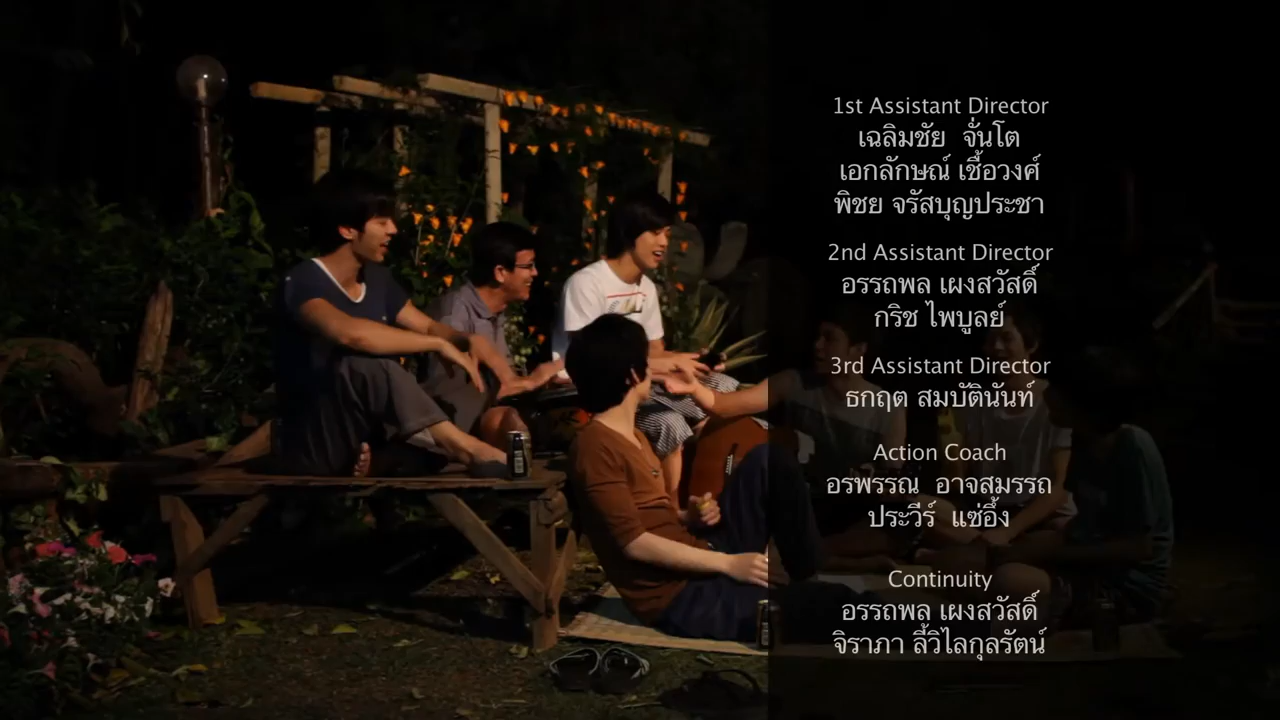 1st Assistant Director
เฉลิมชัย จั่นโต
เอกลักษณ์ เชื้อวงศ์
พิชย จรัสบุญประชา
2nd Assistant Director
อรรถพล เผงสวัสดิ์
กริช ไพบูลย์
3rd Assistant Director
ธกฤต สมบัตินันท์
Action Coach
อรพรรณ อาจสมรรถ
ประวีร์ แซ่อึ้ง
Continuity
อรรถพล เผงสวัสดิ์
จิราภา ลี้วิไลกุลรัตน์